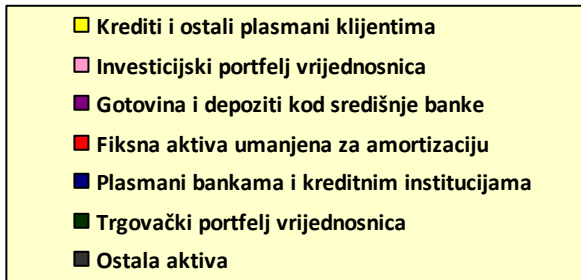 Krediti i ostali plasmani klijentima
Investicijski portfelj vrijednosnica
Gotovina i depoziti kod središnje banke
Fiksna aktiva umanjena za amortizaciju
Plasmani bankama i kreditnim institucijama
Trgovački portfelj vrijednosnica
Ostala aktiva